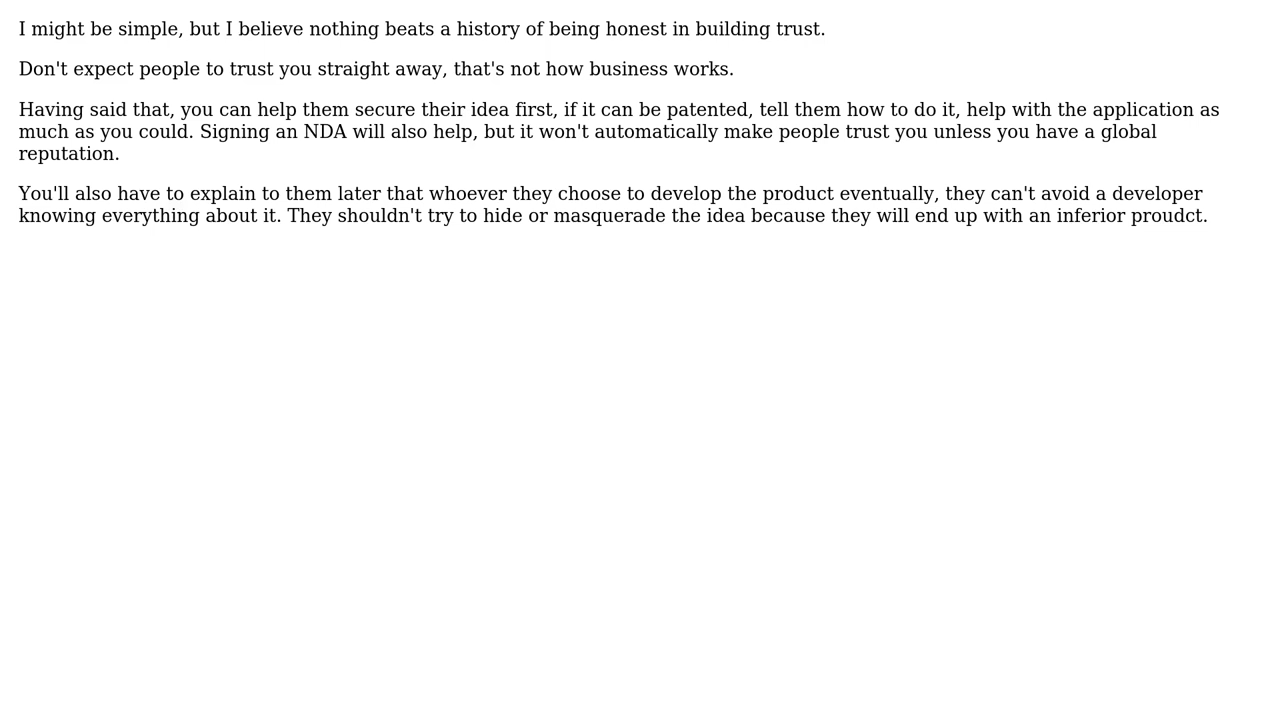 I might be simple, but I believe nothing beats a history of being honest in building trust.
Don't expect people to trust you straight away, that's not how business works.
Having said that, you can help them secure their idea first, if it can be patented, tell them how to do it, help with the application as
much as you could. Signing an NDA will also help, but it won't automatically make people trust you unless you have a global
reputation.
You'll also have to explain to them later that whoever they choose to develop the product eventually, they can't avoid a developer
knowing everything about it. They shouldn't try to hide or masquerade the idea because they will end up with an inferior proudct.